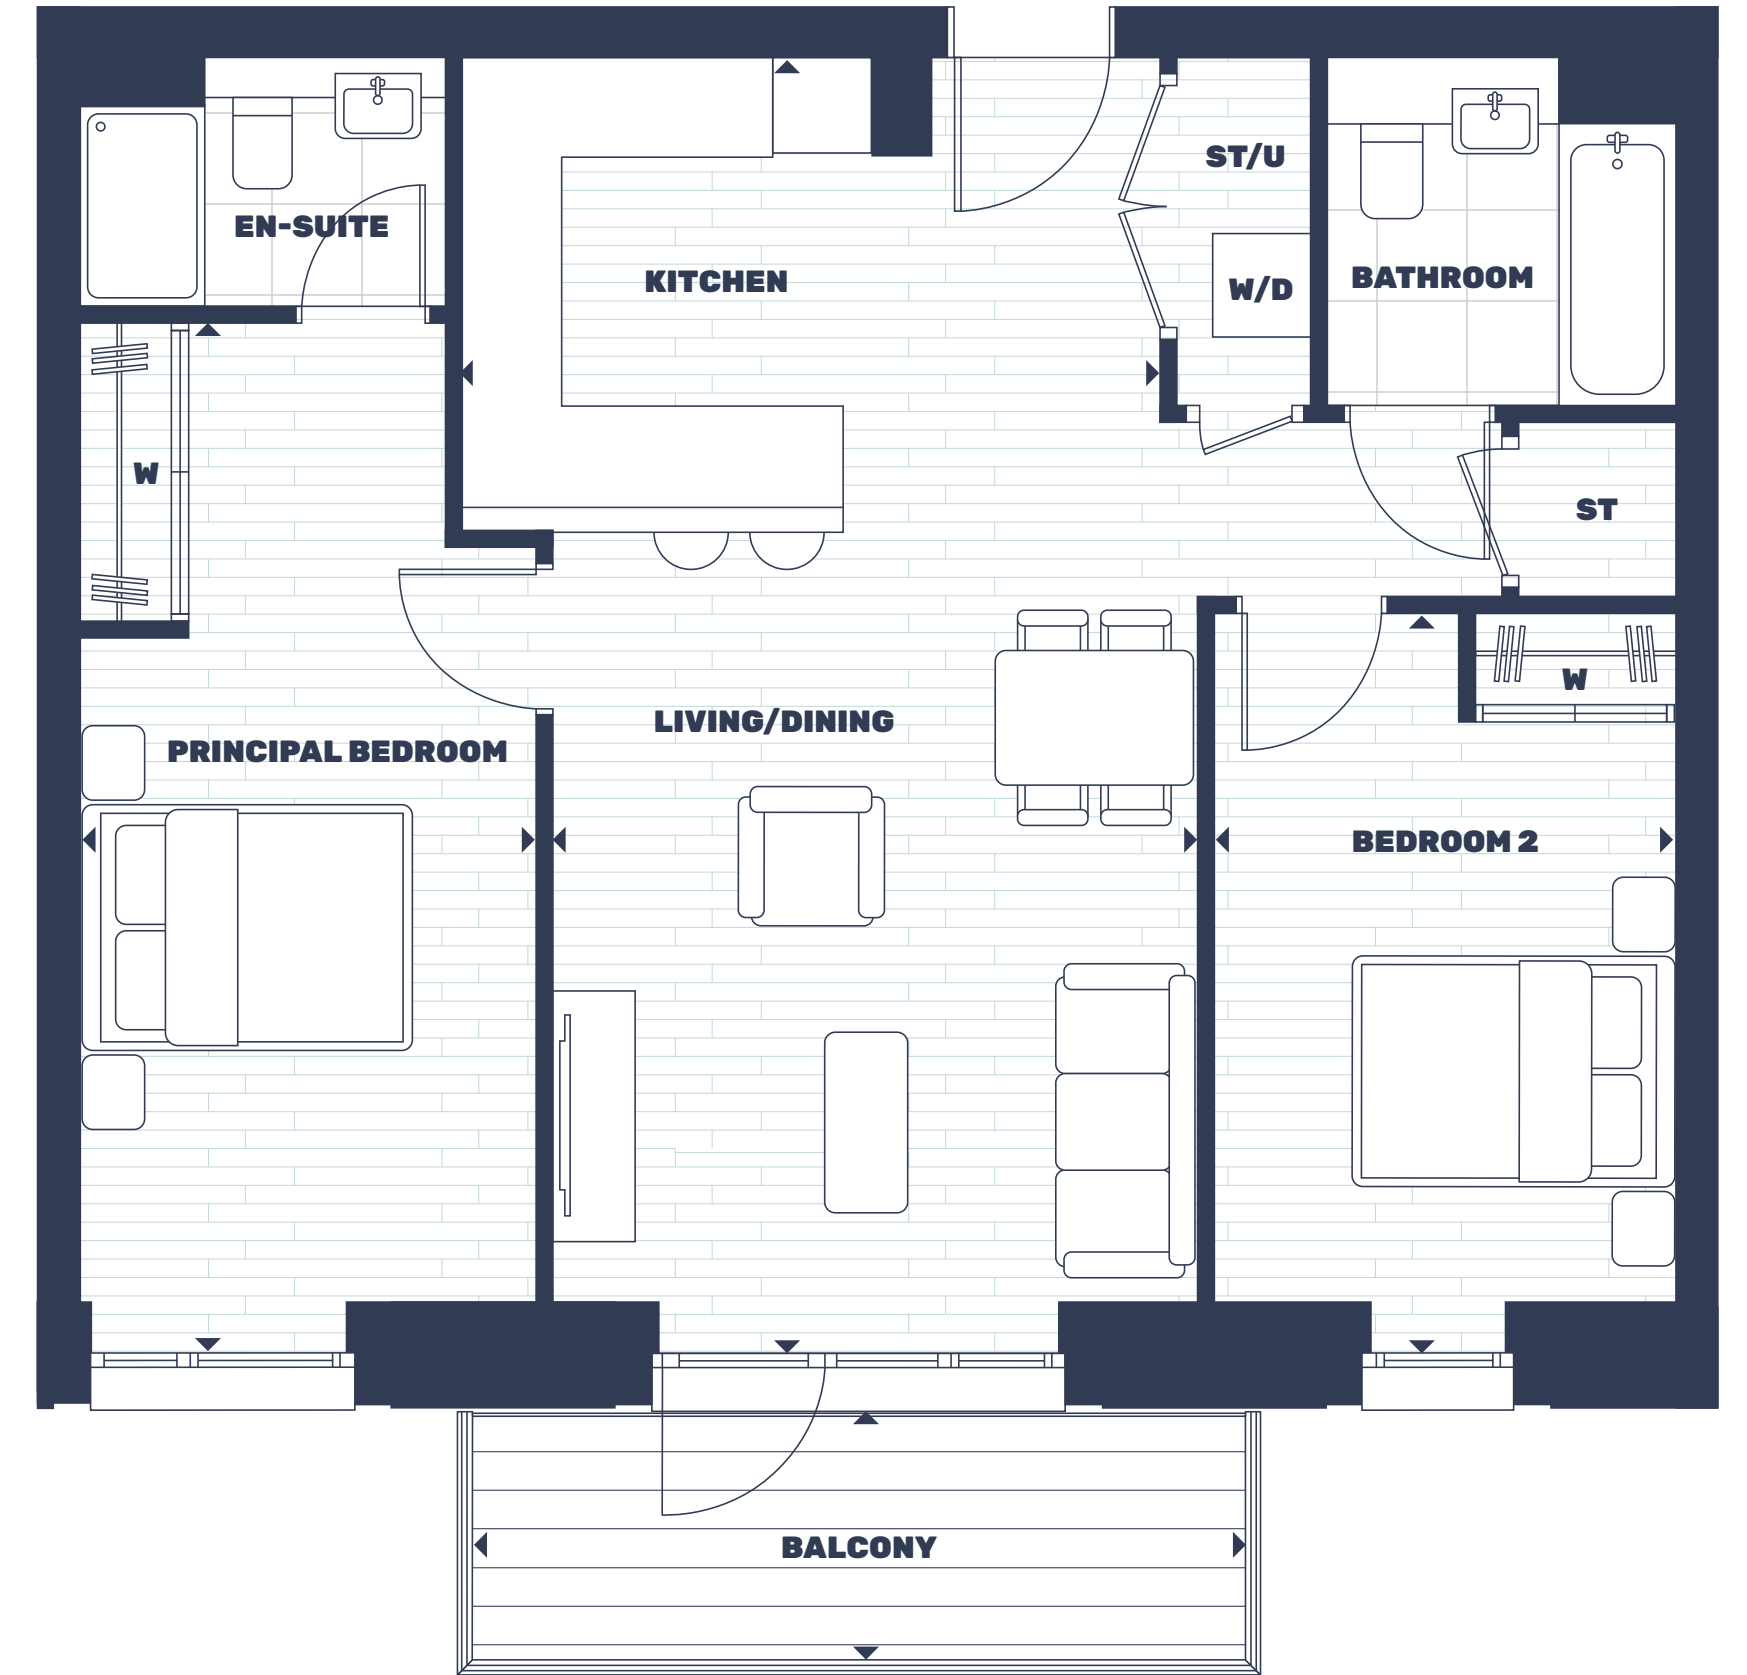 ST/U
EN-SUITE
KITCHEN
W/D
BATHROOM
W
ST
W
LIVING/DINING
PRINCIPAL BEDROOM
BEDROOM 2
BALCONY